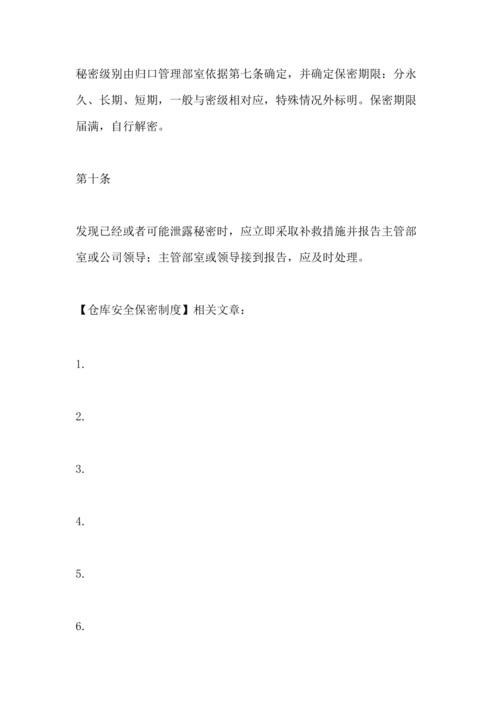 秘密级别由归口管理部室依据第七条确定，并确定保密期限：分永
久、长期、短期，一般与密级相对应，特殊情况外标明。保密期限
届满，自行解密。
第十条
发现已经或者可能泄露秘密时，应立即采取补救措施并报告主管部
室或公司领导；主管部室或领导接到报告，应及时处理。
【仓库安全保密制度】相关文章：
1.
2.
3.
4.
5.
6.